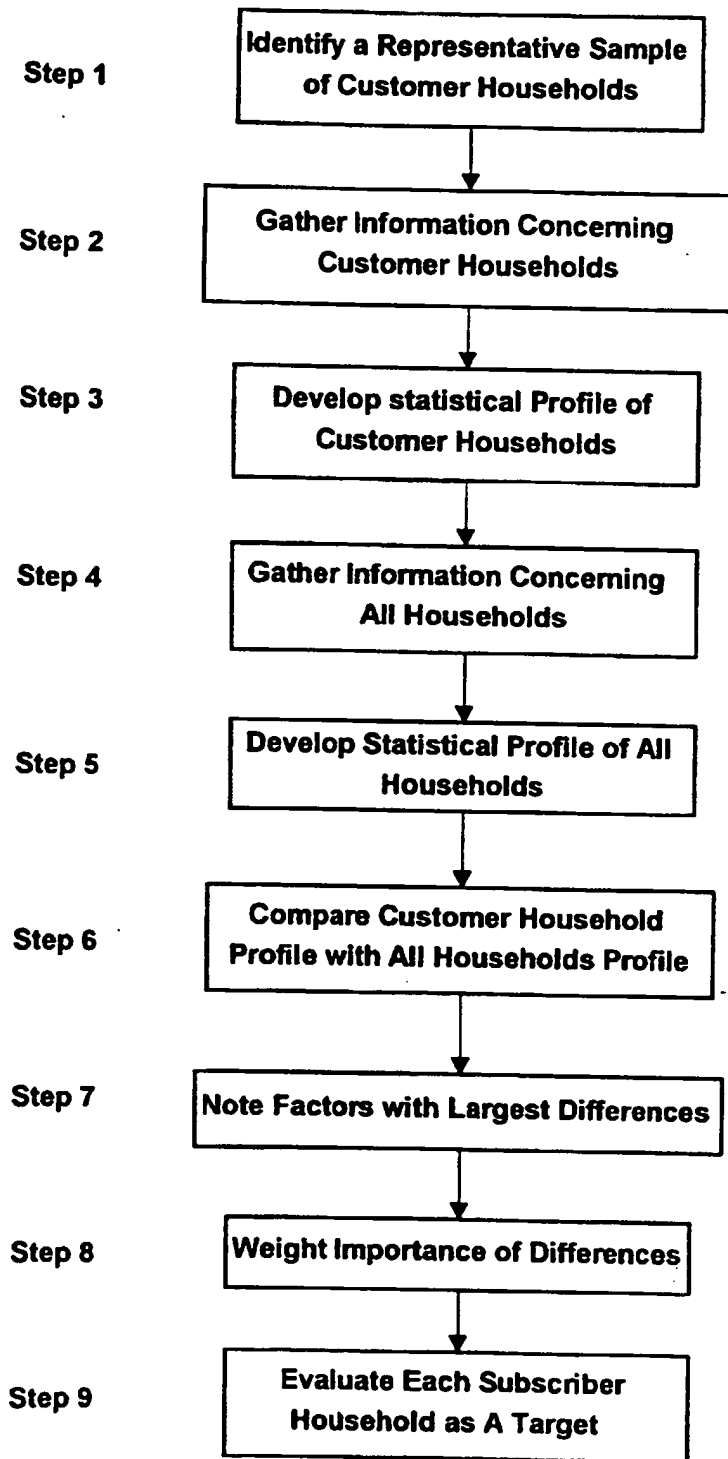 Step 1
Identify a Representative Sample
of Customer Households
Step 2
Gather Information Concerning
Customer Households
Step 3
Develop statistical Profile of
Customer Households
Step 4
Gather Information Concerning
All Households
Step 5
Develop Statistical Profile of All
Households
Step 6
Compare Customer Household
Profile with All Households Profile
Step 7
Note Factors with Largest Differences
Step 8
Weight Importance of Differences
Step 9
Evaluate Each Subscriber
Household as A Target